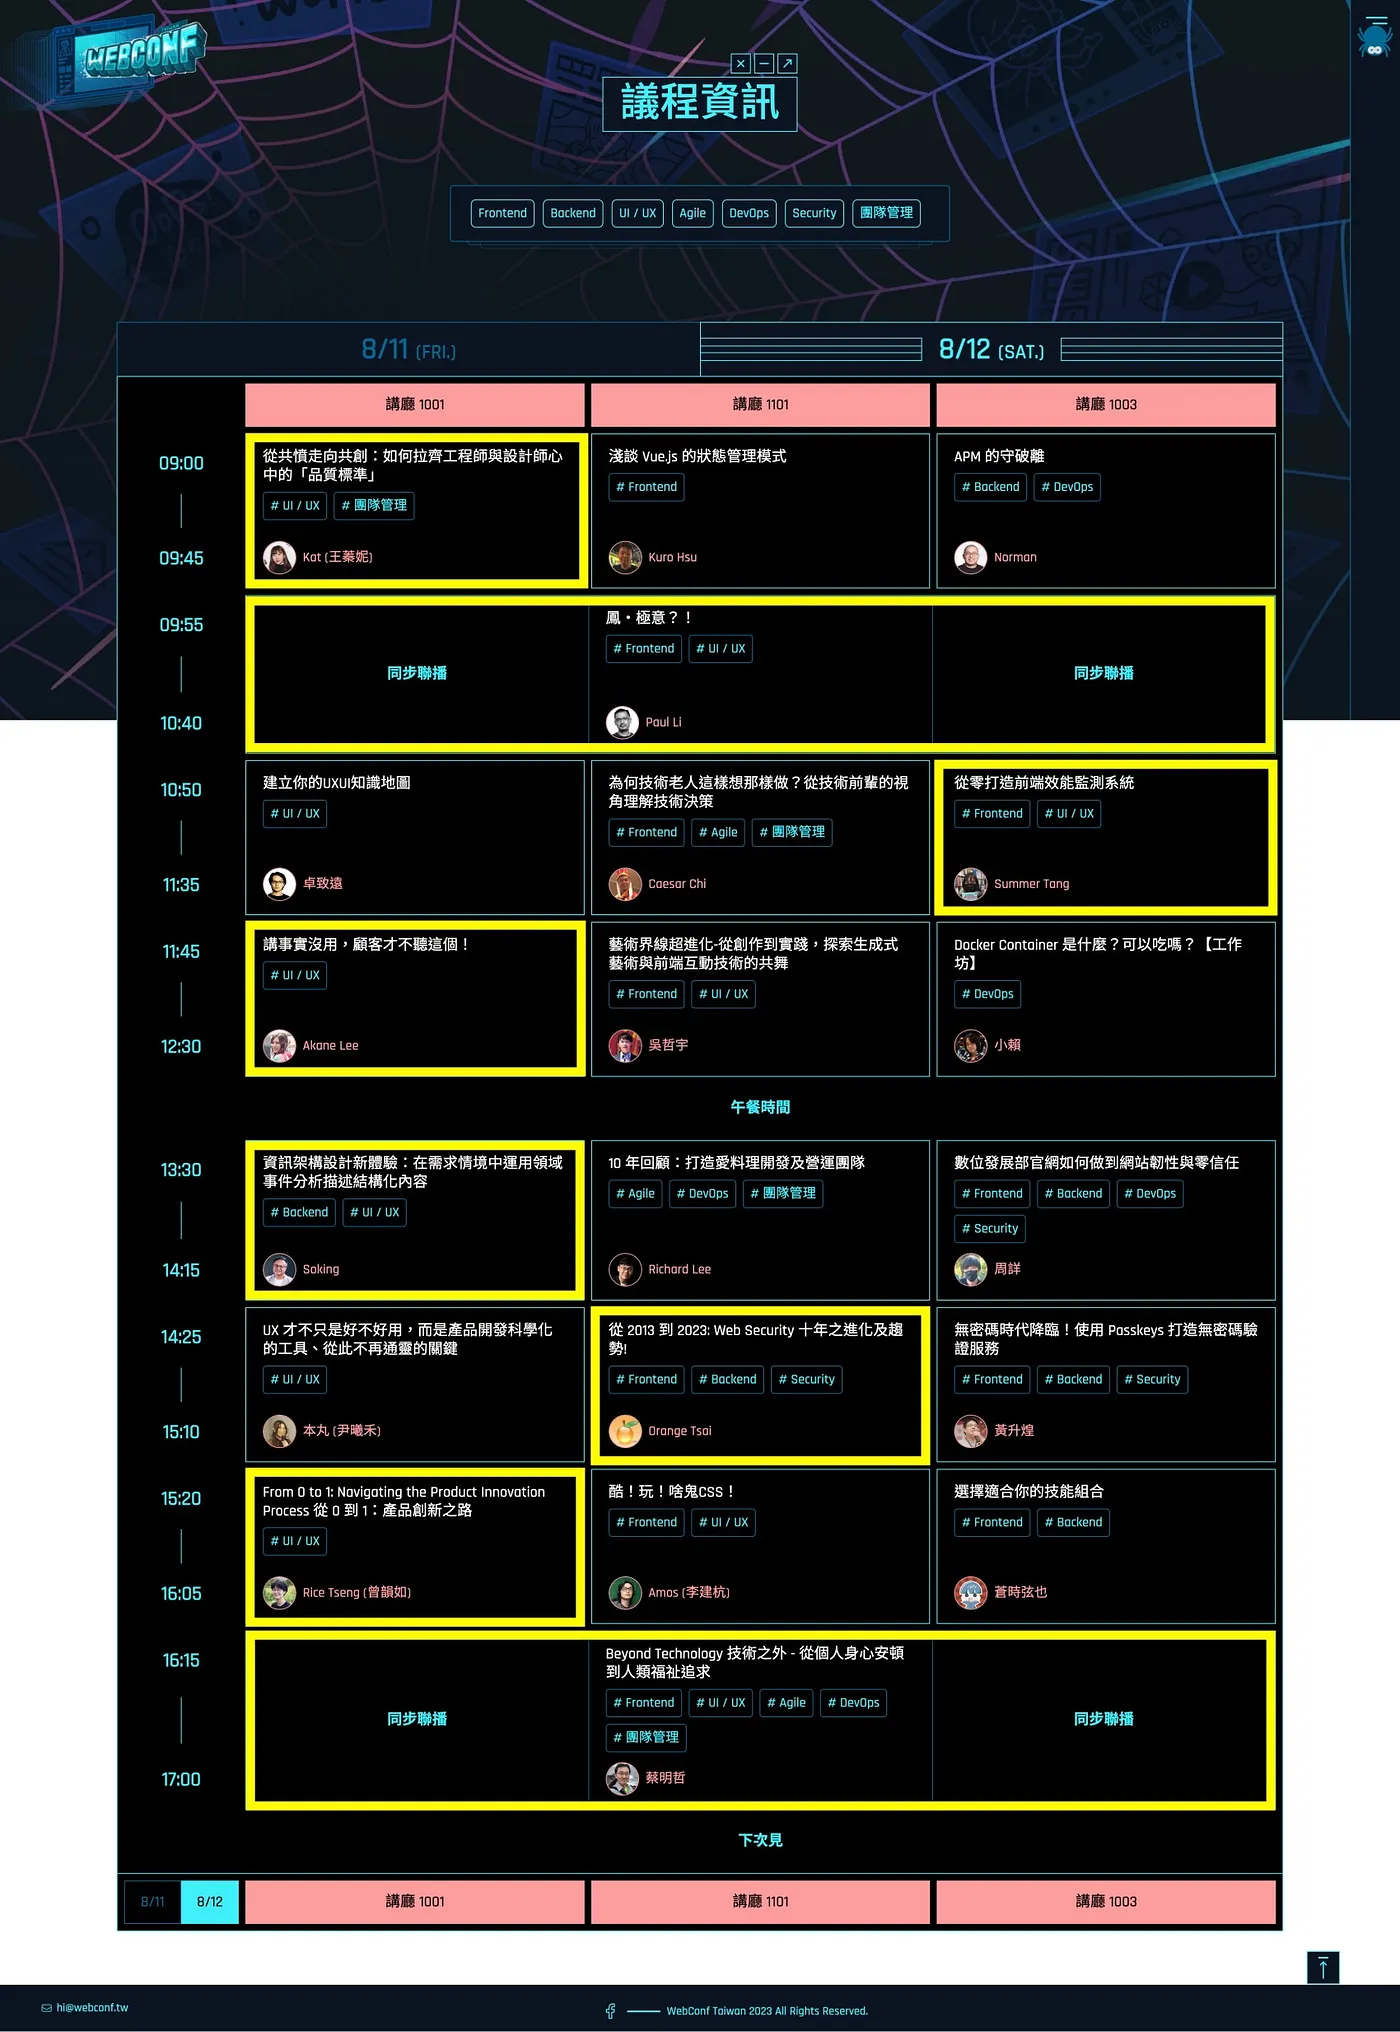 WEBCONF
議程資訊
Frontend Backend UI / UX Agile DevOps Security 團隊管理
8/11 (FRI.) 8/12 (SAT.)
講廳 1001 講廳 1101 講廳 1003
09:00
09:45
從共憤走向共創：如何拉齊工程師與設計師心
中的「品質標準」
# UI / UX # 團隊管理
Kat (王蓁妮)
淺談 Vue.js 的狀態管理模式
# Frontend
Kuro Hsu
APM 的守破離
# Backend # DevOps
Norman
09:55
10:40
同步聯播
鳳・極意？！
# Frontend # UI / UX
Paul Li
同步聯播
10:50
11:35
建立你的UXUI知識地圖
# UI / UX
卓致遠
為何技術老人這樣想那樣做？從技術前輩的視
角理解技術決策
# Frontend # Agile # 團隊管理
Caesar Chi
從零打造前端效能監測系統
# Frontend # UI / UX
Summer Tang
11:45
12:30
講事實沒用，顧客才不聽這個！
# UI / UX
Akane Lee
藝術界線超進化-從創作到實踐，探索生成式
藝術與前端互動技術的共舞
# Frontend # UI / UX
吳哲宇
Docker Container 是什麼？可以吃嗎？【工作
坊】
# DevOps
小賴
午餐時間
13:30
14:15
資訊架構設計新體驗：在需求情境中運用領域
事件分析描述結構化內容
# Backend # UI / UX
Soking
10 年回顧：打造愛料理開發及營運團隊
# Agile # DevOps # 團隊管理
Richard Lee
數位發展部官網如何做到網站韌性與零信任
# Frontend # Backend # DevOps
# Security
周詳
14:25
15:10
UX 才不只是好不好用，而是產品開發科學化
的工具、從此不再通靈的關鍵
# UI / UX
本丸 (尹曦禾)
從 2013 到 2023: Web Security 十年之進化及趨
勢!
# Frontend # Backend # Security
Orange Tsai
無密碼時代降臨！使用 Passkeys 打造無密碼驗
證服務
# Frontend # Backend # Security
黃升煌
15:20
16:05
From 0 to 1: Navigating the Product Innovation
Process 從 0 到 1：產品創新之路
# UI / UX
Rice Tseng (曾韻如)
酷！玩！啥鬼CSS！
# Frontend # UI / UX
Amos (李建杭)
選擇適合你的技能組合
# Frontend # Backend
蒼時弦也
16:15
17:00
同步聯播
Beyond Technology 技術之外 - 從個人身心安頓
到人類福祉追求
# Frontend # UI / UX # Agile # DevOps
# 團隊管理
蔡明哲
同步聯播
下次見
8/11 8/12 講廳 1001 講廳 1101 講廳 1003
hi@webconf.tw
WebConf Taiwan 2023 All Rights Reserved.